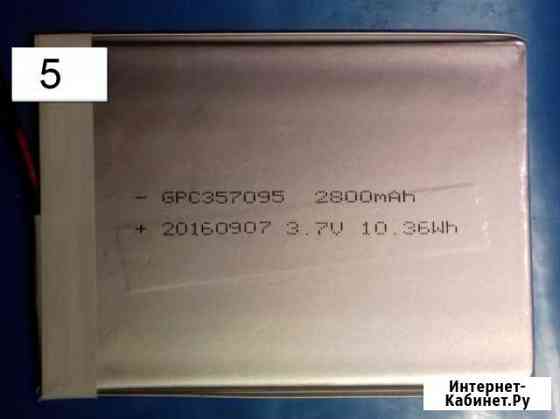 5
- GPC357095 2800mAh
+ 20160907 3.7V 10.36Wh
Интернет-
Кабинет.Ру